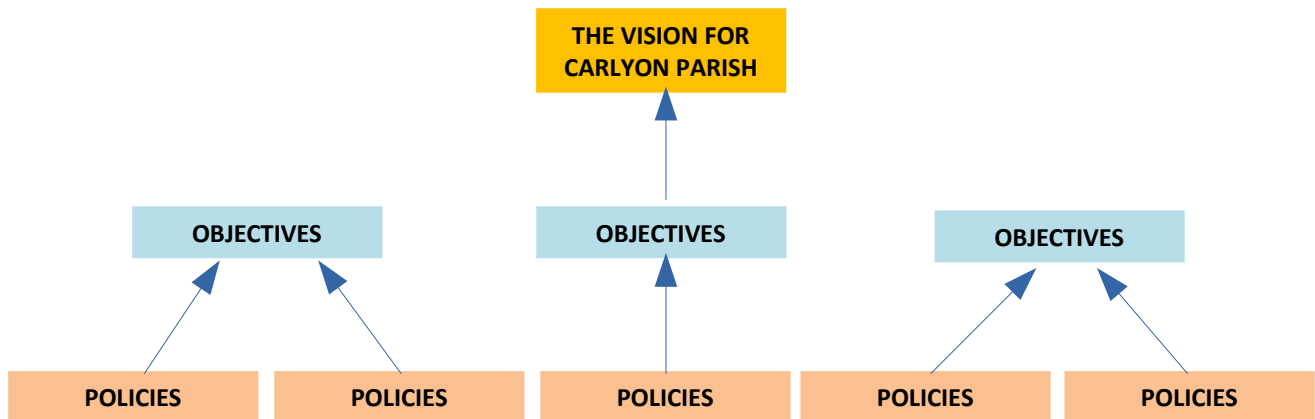 THE VISION FOR
CARLYON PARISH
OBJECTIVES
OBJECTIVES
OBJECTIVES
POLICIES
POLICIES
POLICIES
POLICIES
POLICIES